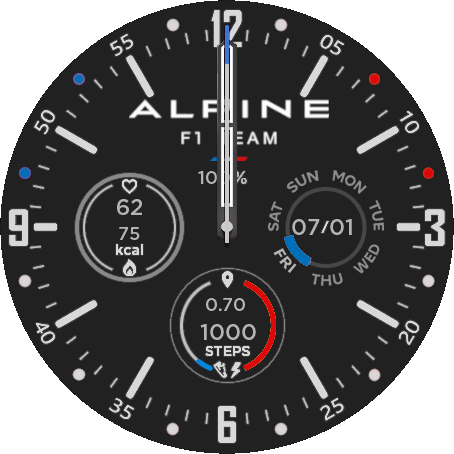 12
55
05
ALPINE
F1 TEAM
50
10
100%
62
75
kcal
SUN
MON
TUE
WED
THU
FRI
SAT
07/01
9
3
0.70
1000
STEPS
40
20
35
25
6